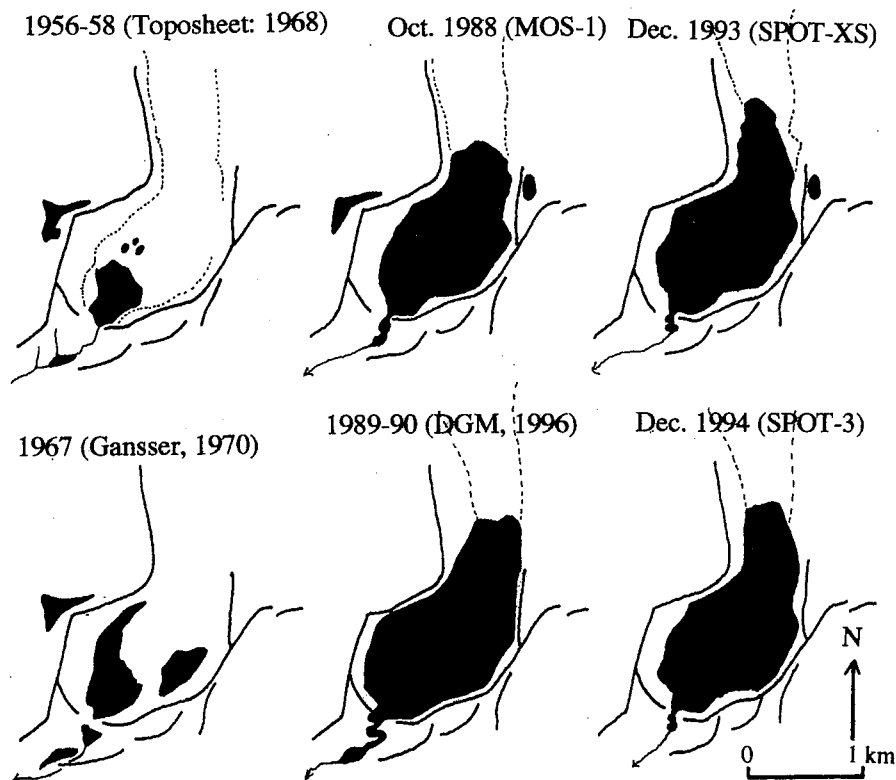 1956-58 (Toposheet: 1968)
Oct. 1988 (MOS-1)
Dec. 1993 (SPOT-XS)
1967 (Gansser, 1970)
1989-90 (DGM, 1996)
Dec. 1994 (SPOT-3)
N
0 1 km